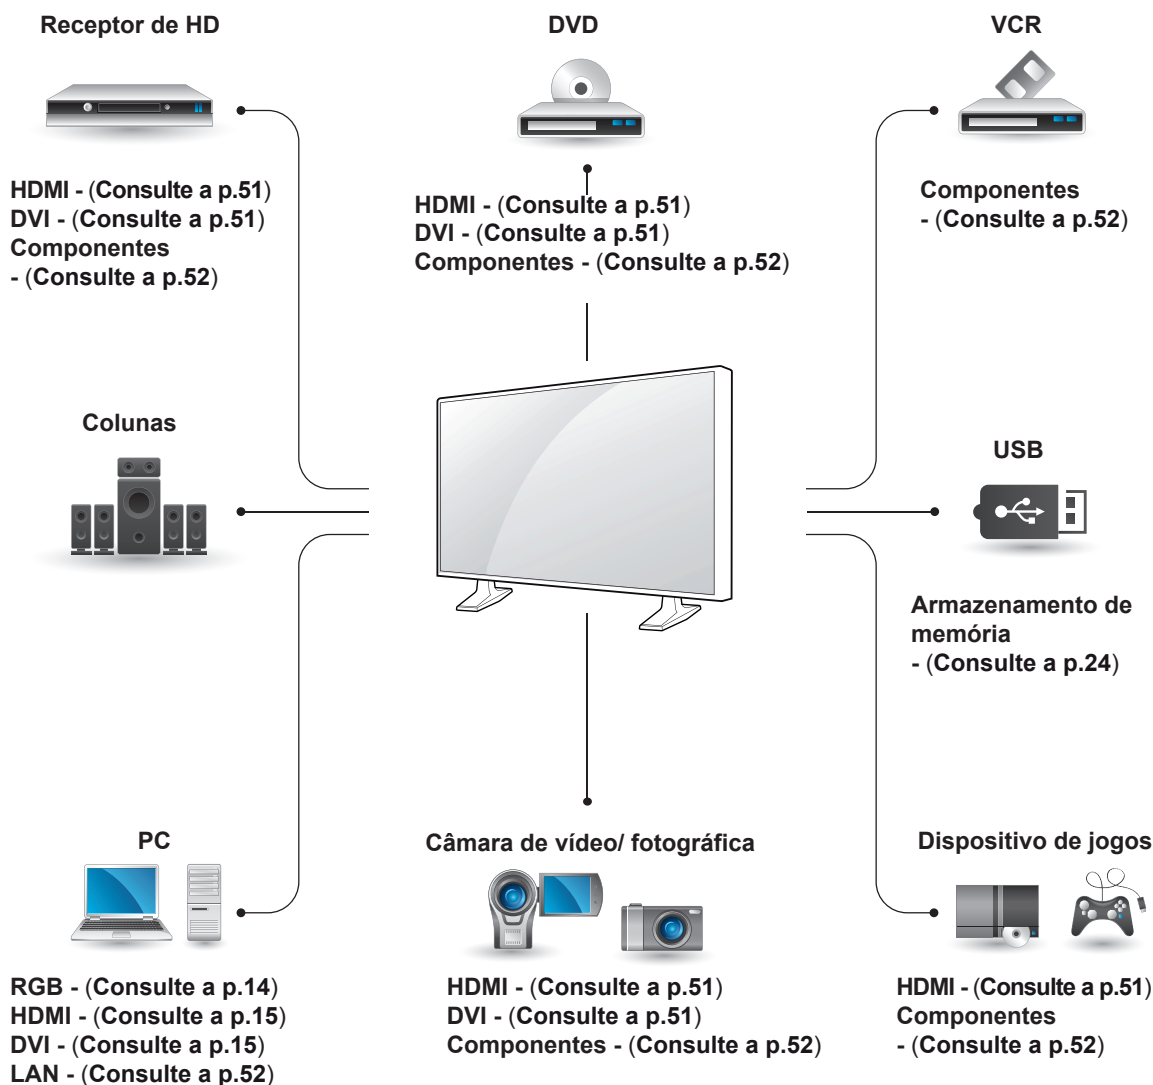 Receptor de HD
HDMI - (Consulte a p.51)
DVI - (Consulte a p.51)
Componentes
- (Consulte a p.52)
DVD
HDMI - (Consulte a p.51)
DVI - (Consulte a p.51)
Componentes - (Consulte a p.52)
VCR
Componentes
- (Consulte a p.52)
Colunas
USB
Armazenamento de
memória
- (Consulte a p.24)
PC
RGB - (Consulte a p.14)
HDMI - (Consulte a p.15)
DVI - (Consulte a p.15)
LAN - (Consulte a p.52)
Câmara de vídeo/ fotográfica
HDMI - (Consulte a p.51)
DVI - (Consulte a p.51)
Componentes - (Consulte a p.52)
Dispositivo de jogos
HDMI - (Consulte a p.51)
Componentes
- (Consulte a p.52)